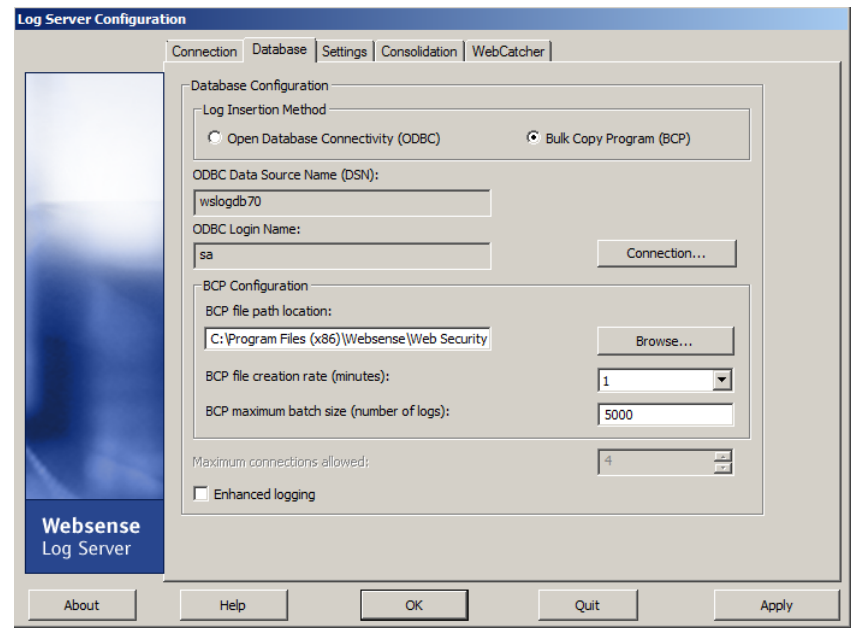 Log Server Configuration
Connection Database Settings Consolidation WebCatcher
Database Configuration
Log Insertion Method
Open Database Connectivity (ODBC) Bulk Copy Program (BCP)
ODBC Data Source Name (DSN):
wslogdb70
ODBC Login Name:
sa Connection...
BCP Configuration
BCP file path location:
C:\Program Files (x86)\Websense\Web Security Browse...
BCP file creation rate (minutes): 1
BCP maximum batch size (number of logs): 5000
Maximum connections allowed: 4
Enhanced logging
Websense
Log Server
About Help OK Quit Apply